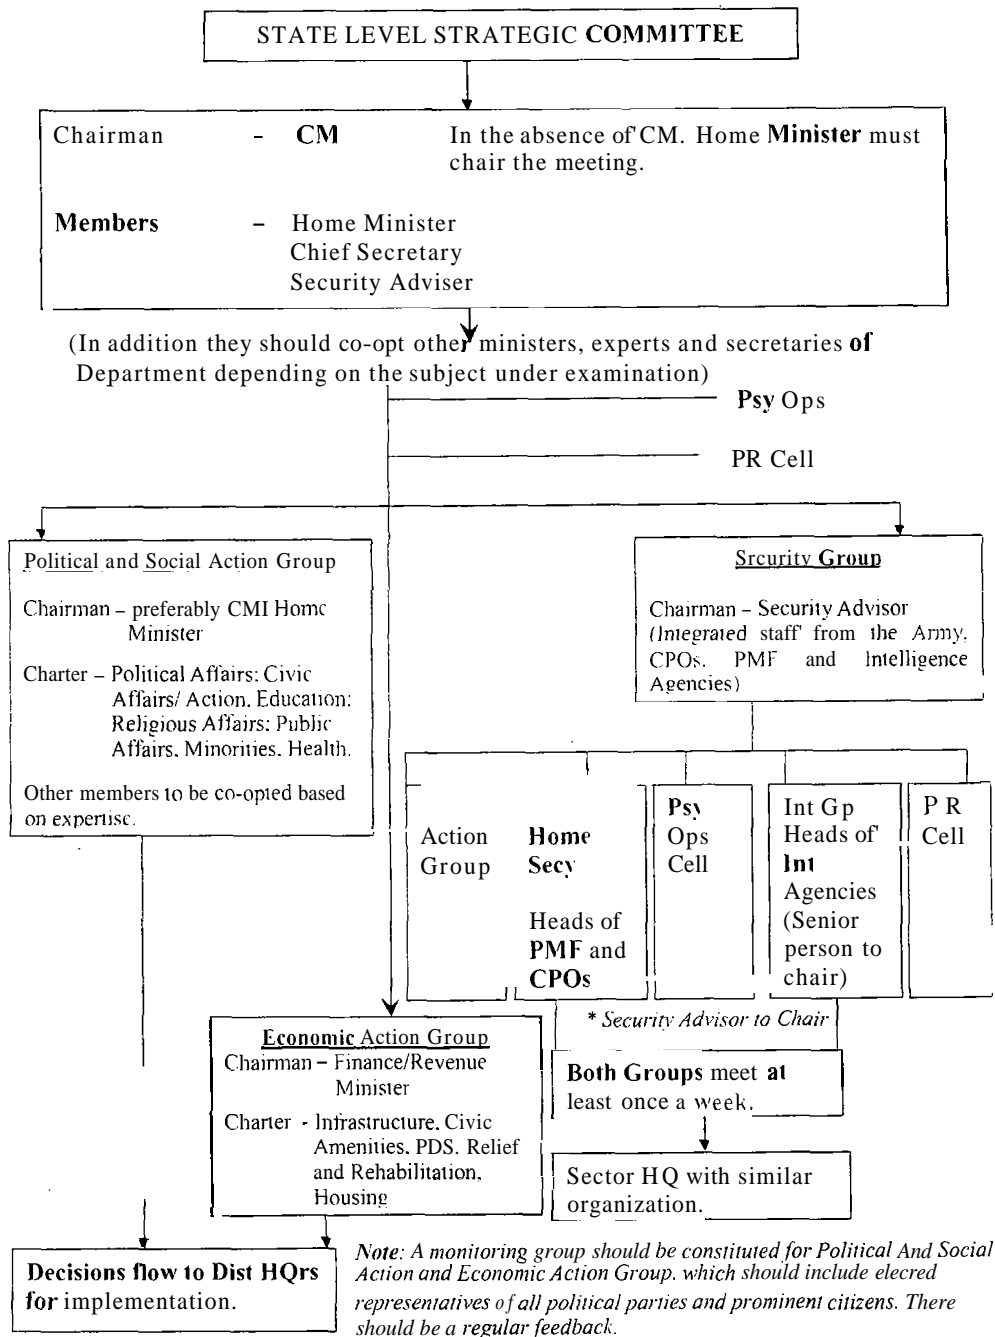 STATE LEVEL STRATEGIC COMMITTEE
Chairman – CM In the absence of' CM. Home Minister must
chair the meeting.
Members – Home Minister
Chief Secretary
Security Adviser
(In addition they should co-opt other ministers, experts and secretaries of
Department depending on the subject under examination)
Psy Ops
PR Cell
Political and Social Action Group
Chairman – preferably CMI Home
Minister
Charter – Political Affairs: Civic
Affairs/ Action. Education:
Religious Affairs: Public
Affairs. Minorities. Health.
Other members to be co-opted based
on expertise.
Srcurity Group
Chairman – Security Advisor
(Integrated staff' from the Army.
CPOs. PMF and Intelligence
Agencies)
Action
Group
Home
Secy
Heads of
PMF and
CPOs
Psy
Ops
Cell
Int Gp
Heads of'
Int
Agencies
(Senior
person to
chair)
P R
Cell
* Security Advisor to Chair
Economic Action Group
Chairman – Finance/Revenue
Minister
Charter - Infrastructure. Civic
Amenities. PDS. Relief
and Rehabilitation.
Housing
Both Groups meet at
least once a week.
Sector HQ with similar
organization.
Decisions flow to Dist HQrs
for implementation.
Note: A monitoring group should be constituted for Political And Social
Action and Economic Action Group. which should include elecred
representatives of all political parties and prominent citizens. There
should be a regular feedback.